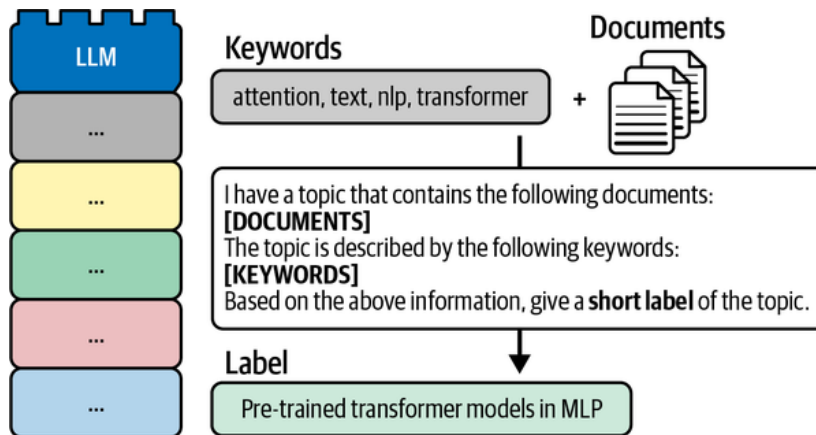 LLM
...
...
...
...
...
Keywords
Documents
attention, text, nlp, transformer
+
I have a topic that contains the following documents:
[DOCUMENTS]
The topic is described by the following keywords:
[KEYWORDS]
Based on the above information, give a short label of the topic.
Label
Pre-trained transformer models in MLP